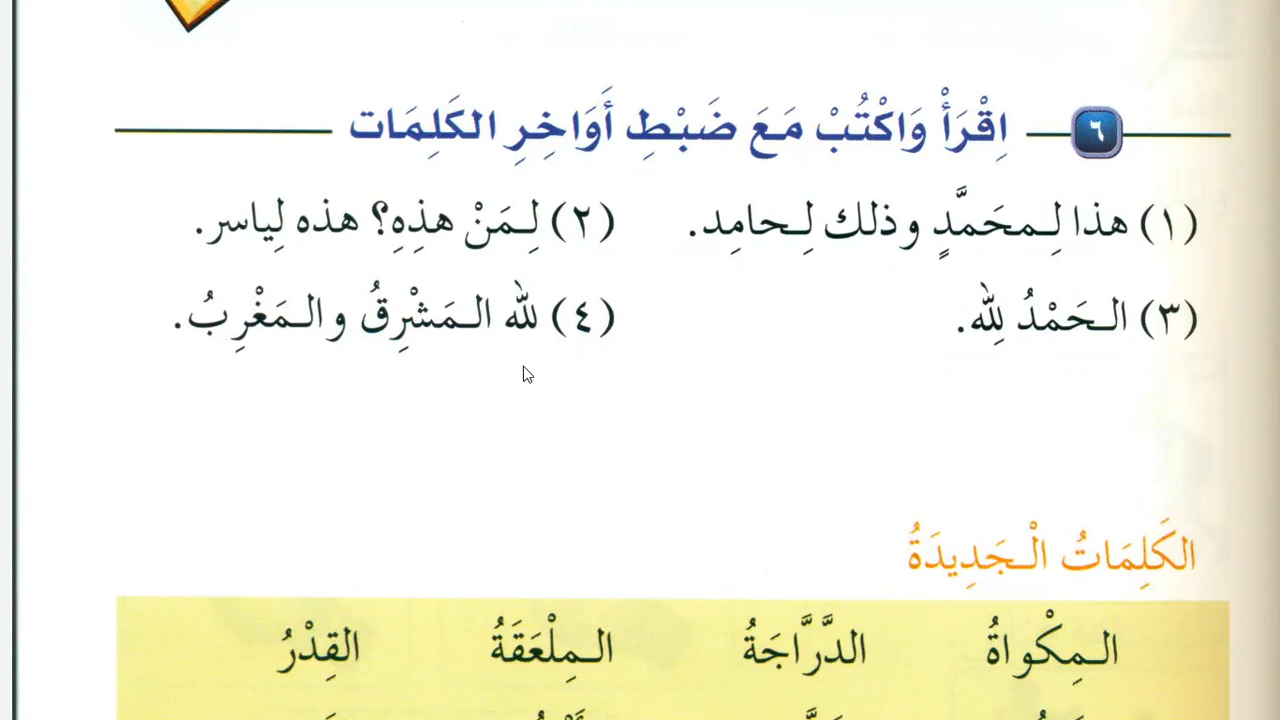 ٦ اِقْرَأْ وَاكْتُبْ مَعَ ضَبْطِ أَوَاخِرِ الكَلِمَات
(١) هذا لِـمحَمَّدٍ وذلك لِـحامِد. (٢) لِـمَنْ هذِهِ؟ هذه لِياسر.
(٣) الـحَمْدُ لِلّٰه. (٤) لله الـمَشْرِقُ والـمَغْرِبُ.
الكَلِمَاتُ الْـجَدِيدَةُ
الـمِكْواةُ الدَّرَّاجَةُ الـمِلْعَقَةُ القِدْرُ